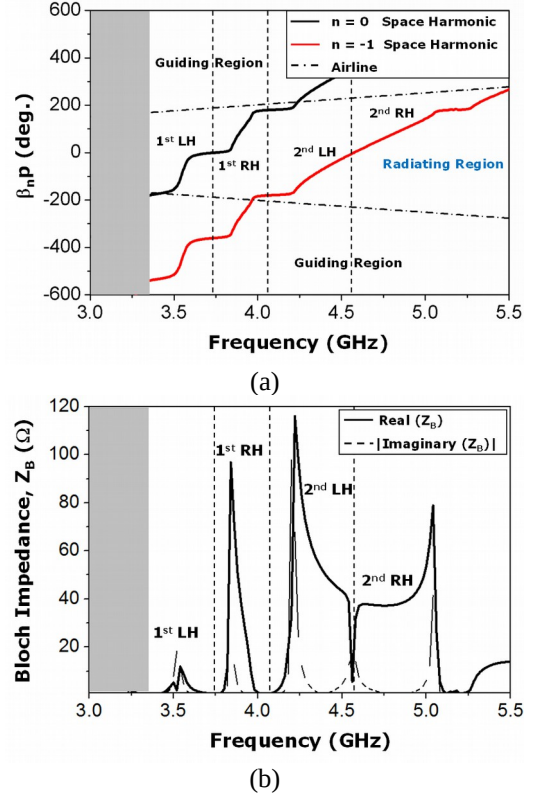 600
400
200
0
-200
-400
-600
βₙp (deg.)
n = 0 Space Harmonic
n = -1 Space Harmonic
Airline
Guiding Region
1st LH
1st RH
2nd LH
2nd RH
Radiating Region
Guiding Region
3.0 3.5 4.0 4.5 5.0 5.5
Frequency (GHz)
(a)
120
100
80
60
40
20
Bloch Impedance, Z_B (Ω)
Real (Z_B)
|Imaginary (Z_B)|
1st RH
2nd LH
2nd RH
1st LH
3.0 3.5 4.0 4.5 5.0 5.5
Frequency (GHz)
(b)